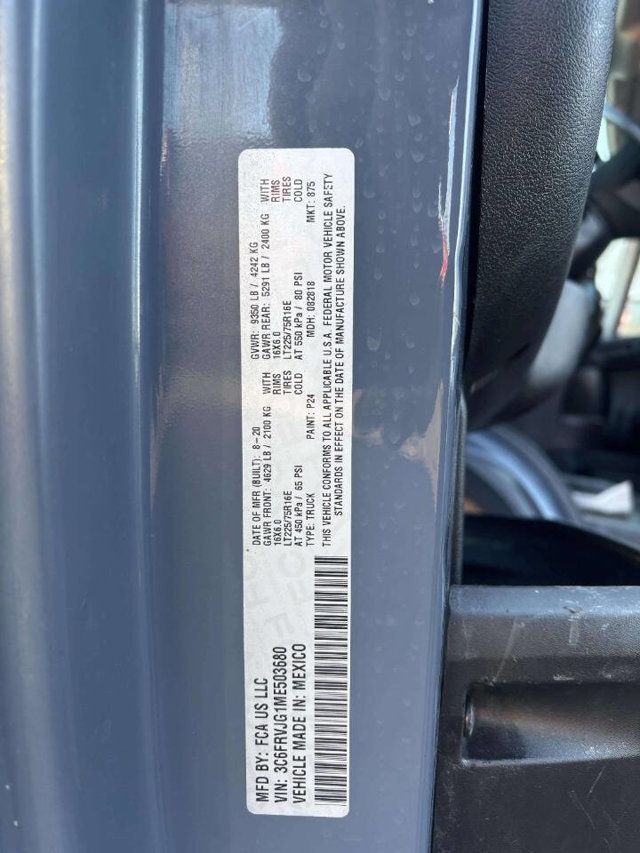 MFD BY: FCA US LLC
VIN: 3C6FRVJG1ME503680
VEHICLE MADE IN: MEXICO
DATE OF MFR (BUILT): 8-20 GVWR: 9350 LB / 4242 KG
GAWR FRONT: 4629 LB / 2100 KG WITH GAWR REAR: 5291 LB / 2400 KG WITH
16X6.0 RIMS 16X6.0 RIMS
LT225/75R16E TIRES LT225/75R16E TIRES
AT 450 kPa / 65 PSI COLD AT 550 kPa / 80 PSI COLD
TYPE: TRUCK PAINT: P24 MDH: 082818 MKT: 875
THIS VEHICLE CONFORMS TO ALL APPLICABLE U.S.A. FEDERAL MOTOR VEHICLE SAFETY
STANDARDS IN EFFECT ON THE DATE OF MANUFACTURE SHOWN ABOVE.